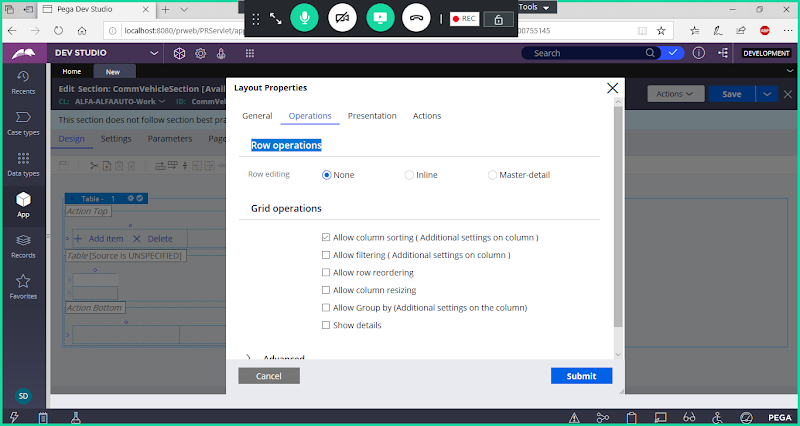 Pega Dev Studio
localhost:8080/prweb/PRServlet/app
REC
Tools
00755145
DEV STUDIO
Search
DEVELOPMENT
Home
New
Recents
Case types
Data types
App
Records
Favorites
SD
Edit Section: CommVehicleSection [Avail
CL: ALFA-ALFAAUTO-Work ID: CommVeh
Actions
Save
This section does not follow section best pra
Design Settings Parameters Page
Table - 1
Action Top
Add item Delete
Table [Source is UNSPECIFIED]
Action Bottom
Layout Properties
General Operations Presentation Actions
Row operations
Row editing None Inline Master-detail
Grid operations
Allow column sorting ( Additional settings on column )
Allow filtering ( Additional settings on column )
Allow row reordering
Allow column resizing
Allow Group by (Additional settings on the column)
Show details
Advanced
Cancel Submit
PEGA